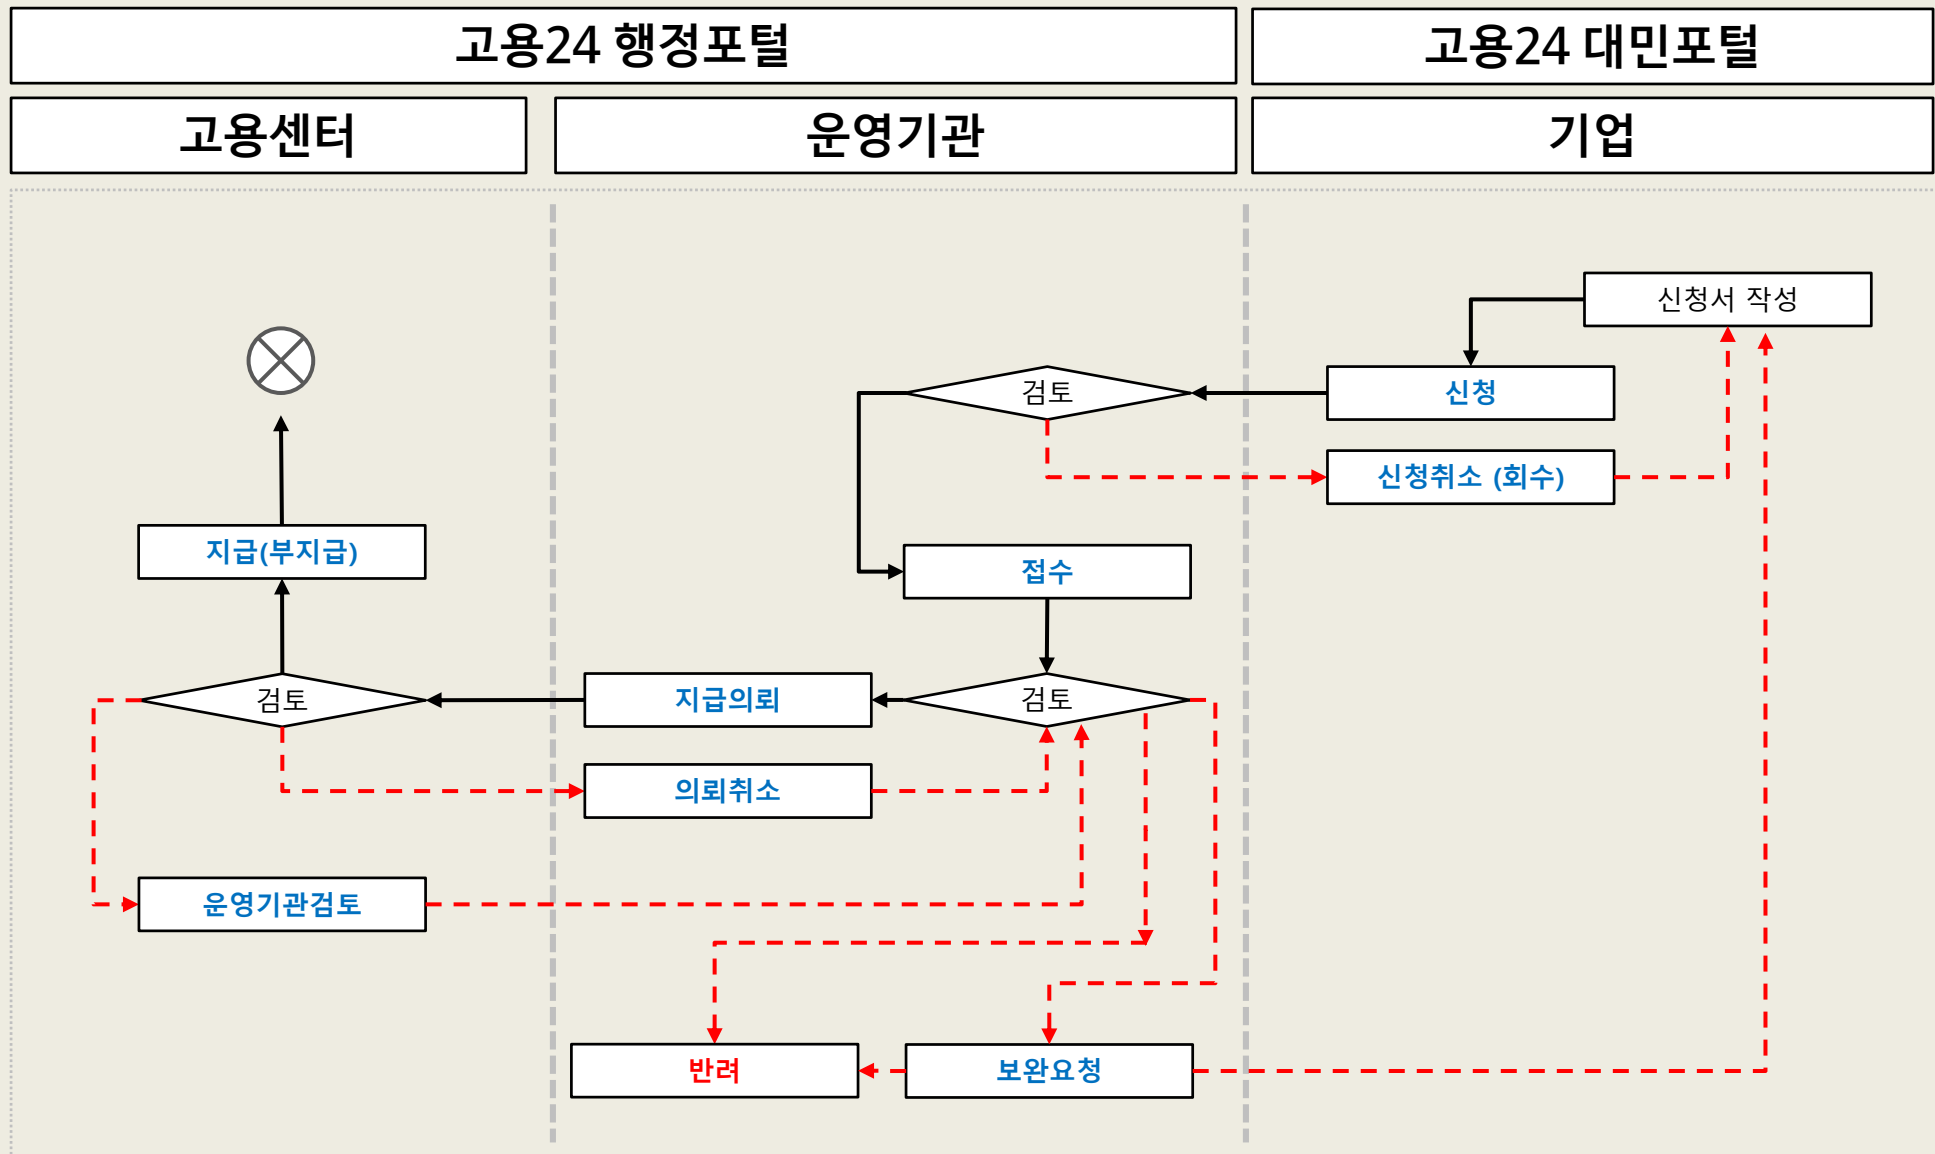 고용24 행정포털
고용24 대민포털
고용센터
운영기관
기업
신청서 작성
검토
신청
신청취소 (회수)
지급(부지급)
접수
검토
지급의뢰
검토
의뢰취소
운영기관검토
반려
보완요청